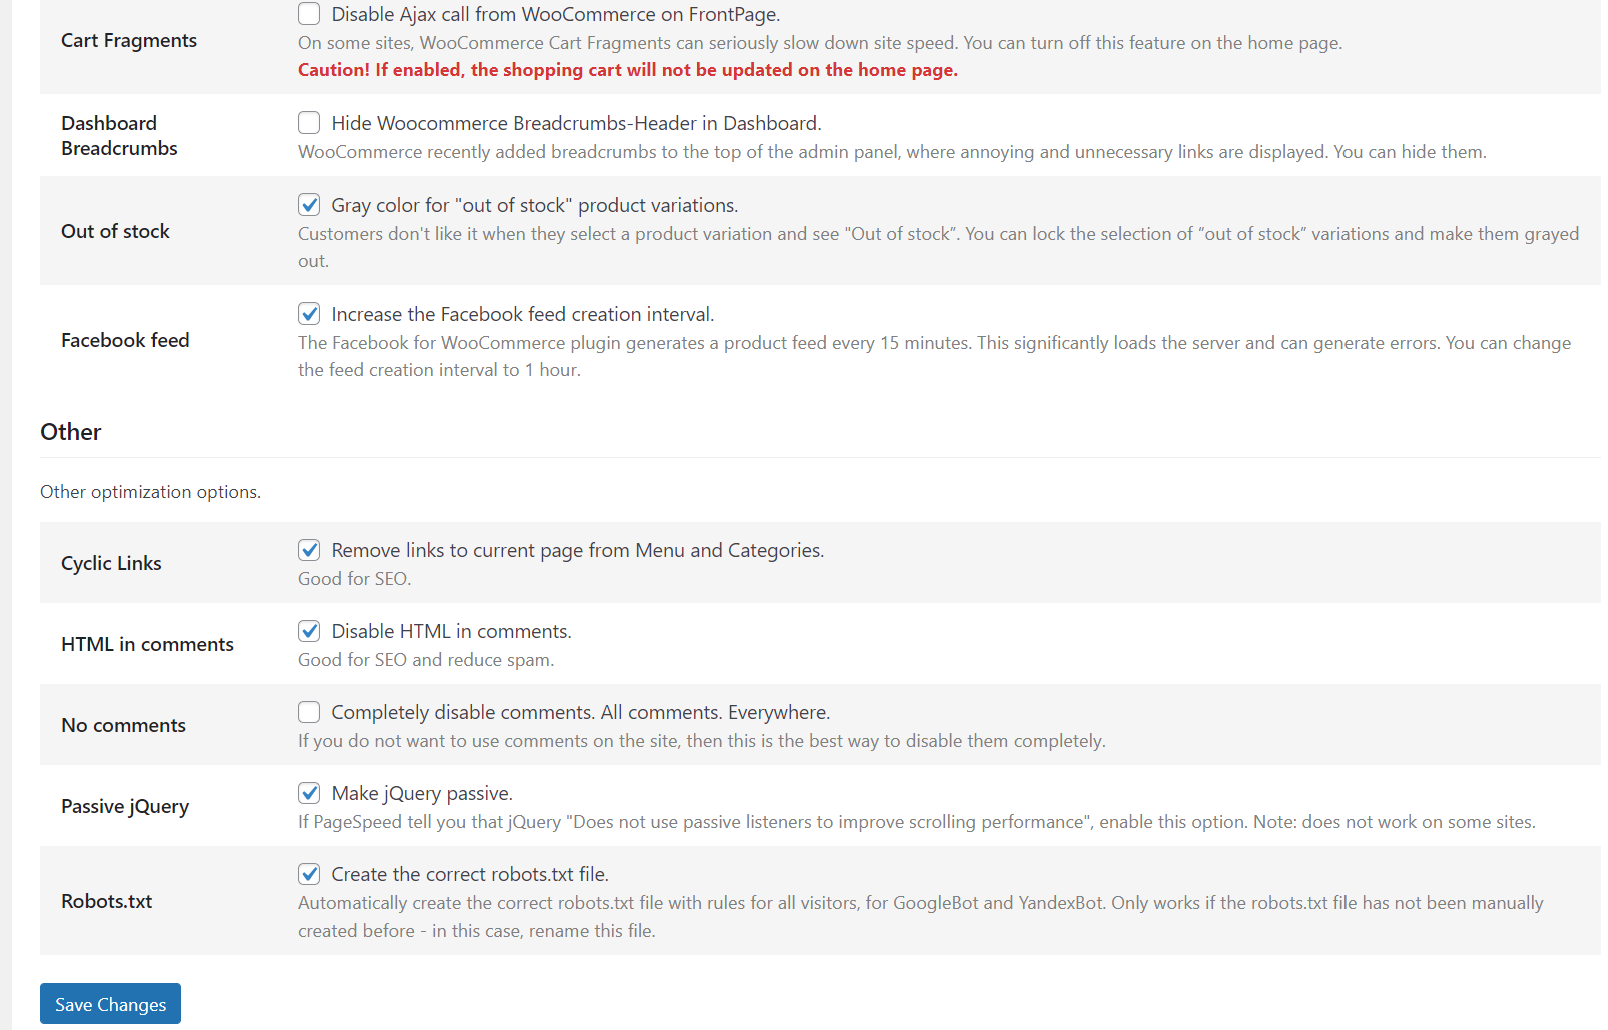 Disable Ajax call from WooCommerce on FrontPage.
Cart Fragments
On some sites, WooCommerce Cart Fragments can seriously slow down site speed. You can turn off this feature on the home page.
Caution! If enabled, the shopping cart will not be updated on the home page.
Dashboard
Breadcrumbs
Hide Woocommerce Breadcrumbs-Header in Dashboard.
WooCommerce recently added breadcrumbs to the top of the admin panel, where annoying and unnecessary links are displayed. You can hide them.
Out of stock
Gray color for "out of stock" product variations.
Customers don't like it when they select a product variation and see "Out of stock”. You can lock the selection of “out of stock” variations and make them grayed
out.
Facebook feed
Increase the Facebook feed creation interval.
The Facebook for WooCommerce plugin generates a product feed every 15 minutes. This significantly loads the server and can generate errors. You can change
the feed creation interval to 1 hour.
Other
Other optimization options.
Cyclic Links
Remove links to current page from Menu and Categories.
Good for SEO.
HTML in comments
Disable HTML in comments.
Good for SEO and reduce spam.
No comments
Completely disable comments. All comments. Everywhere.
If you do not want to use comments on the site, then this is the best way to disable them completely.
Passive jQuery
Make jQuery passive.
If PageSpeed tell you that jQuery "Does not use passive listeners to improve scrolling performance", enable this option. Note: does not work on some sites.
Robots.txt
Create the correct robots.txt file.
Automatically create the correct robots.txt file with rules for all visitors, for GoogleBot and YandexBot. Only works if the robots.txt file has not been manually
created before - in this case, rename this file.
Save Changes